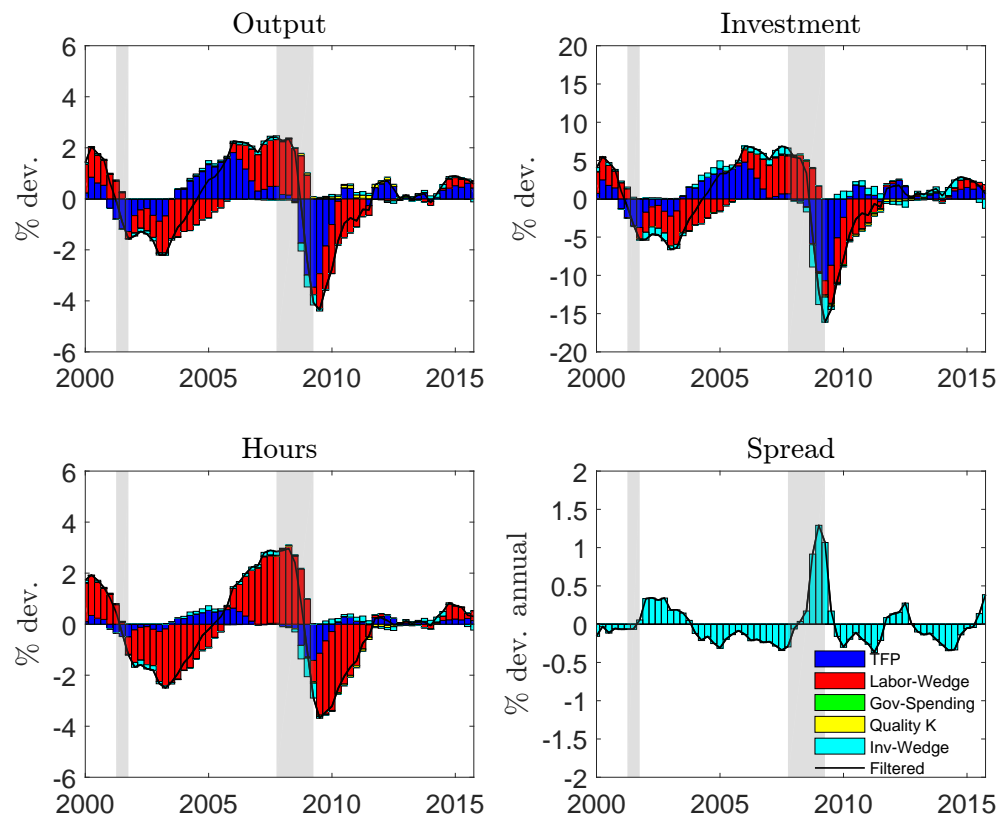 Output
6
4
2
0
-2
-4
-6
% dev.
2000 2005 2010 2015
Investment
20
15
10
5
0
-5
-10
-15
-20
% dev.
2000 2005 2010 2015
Hours
6
4
2
0
-2
-4
-6
% dev.
2000 2005 2010 2015
Spread
2
1.5
1
0.5
0
-0.5
-1
-1.5
-2
% dev. annual
2000 2005 2010 2015
TFP
Labor-Wedge
Gov-Spending
Quality K
Inv-Wedge
Filtered